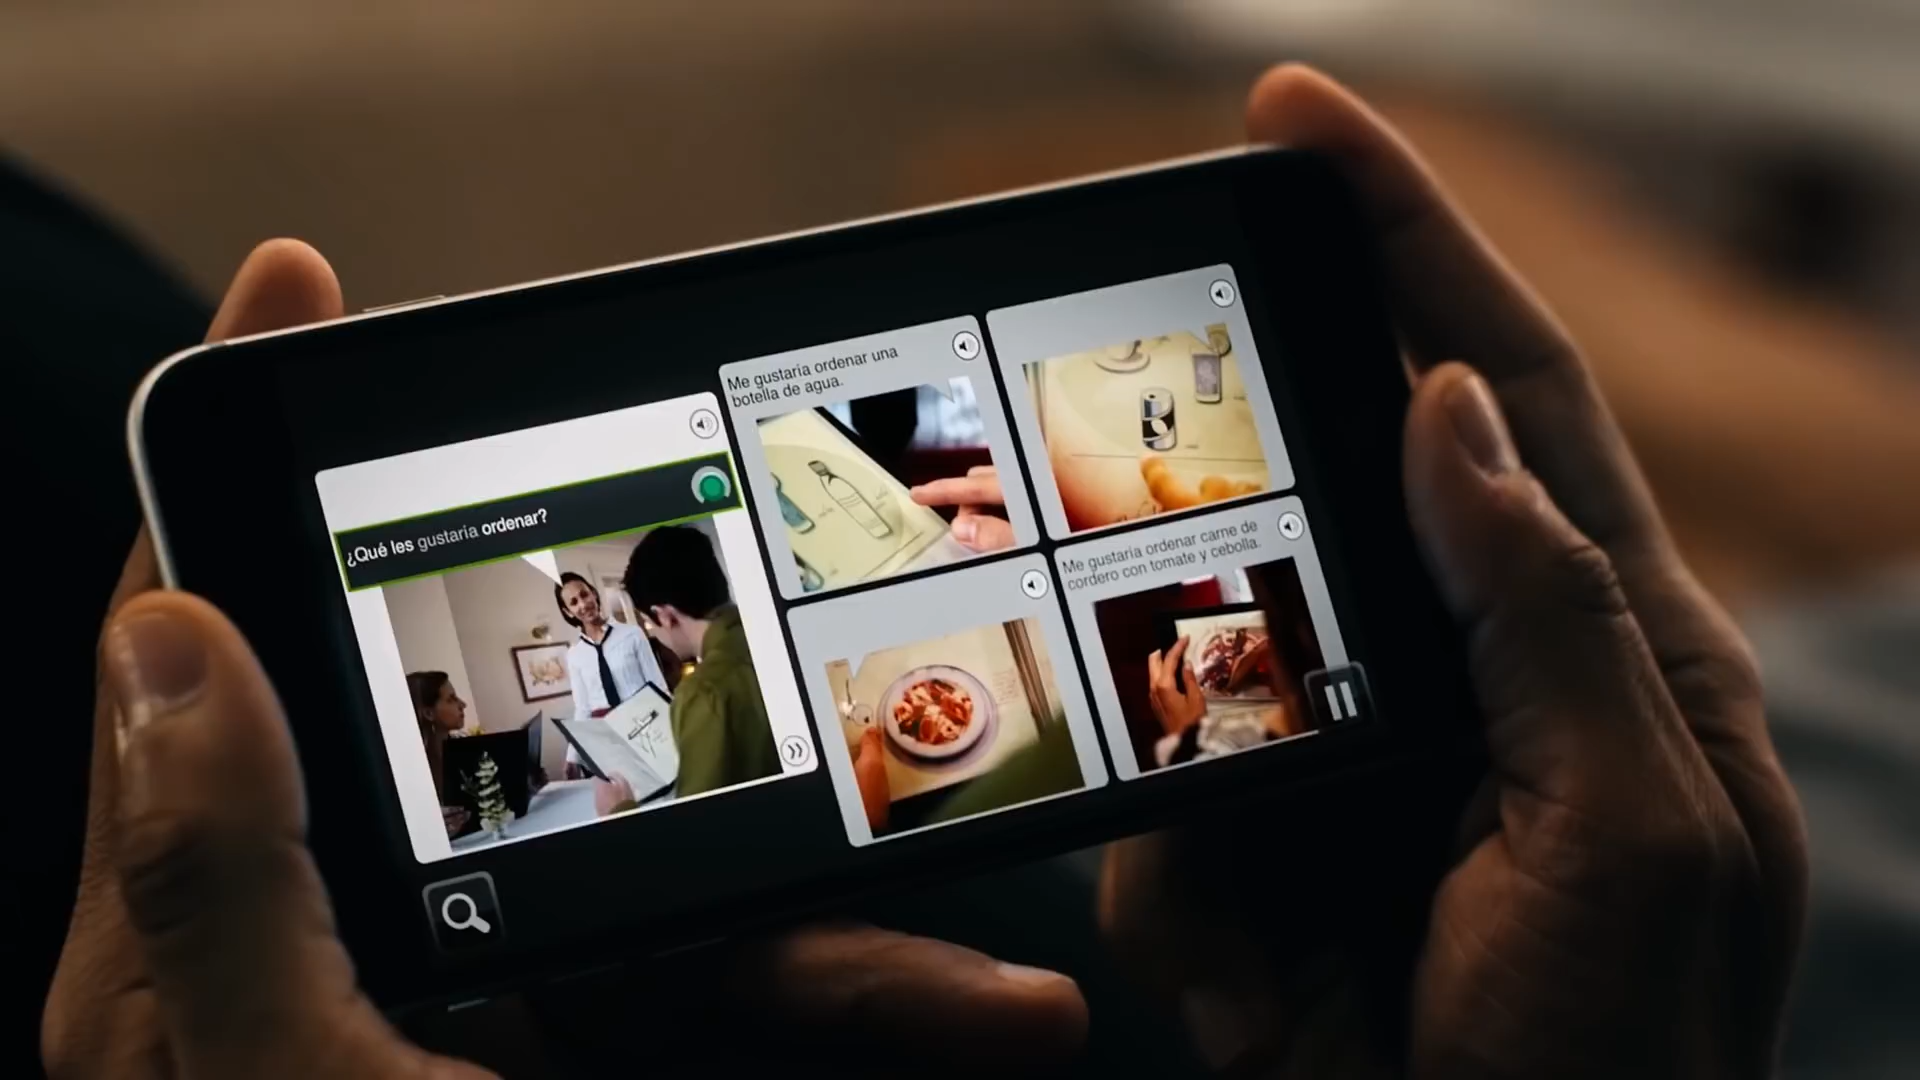 ¿Qué les gustaría ordenar?
Me gustaría ordenar una
botella de agua.
Me gustaría ordenar carne de
cordero con tomate y cebolla.